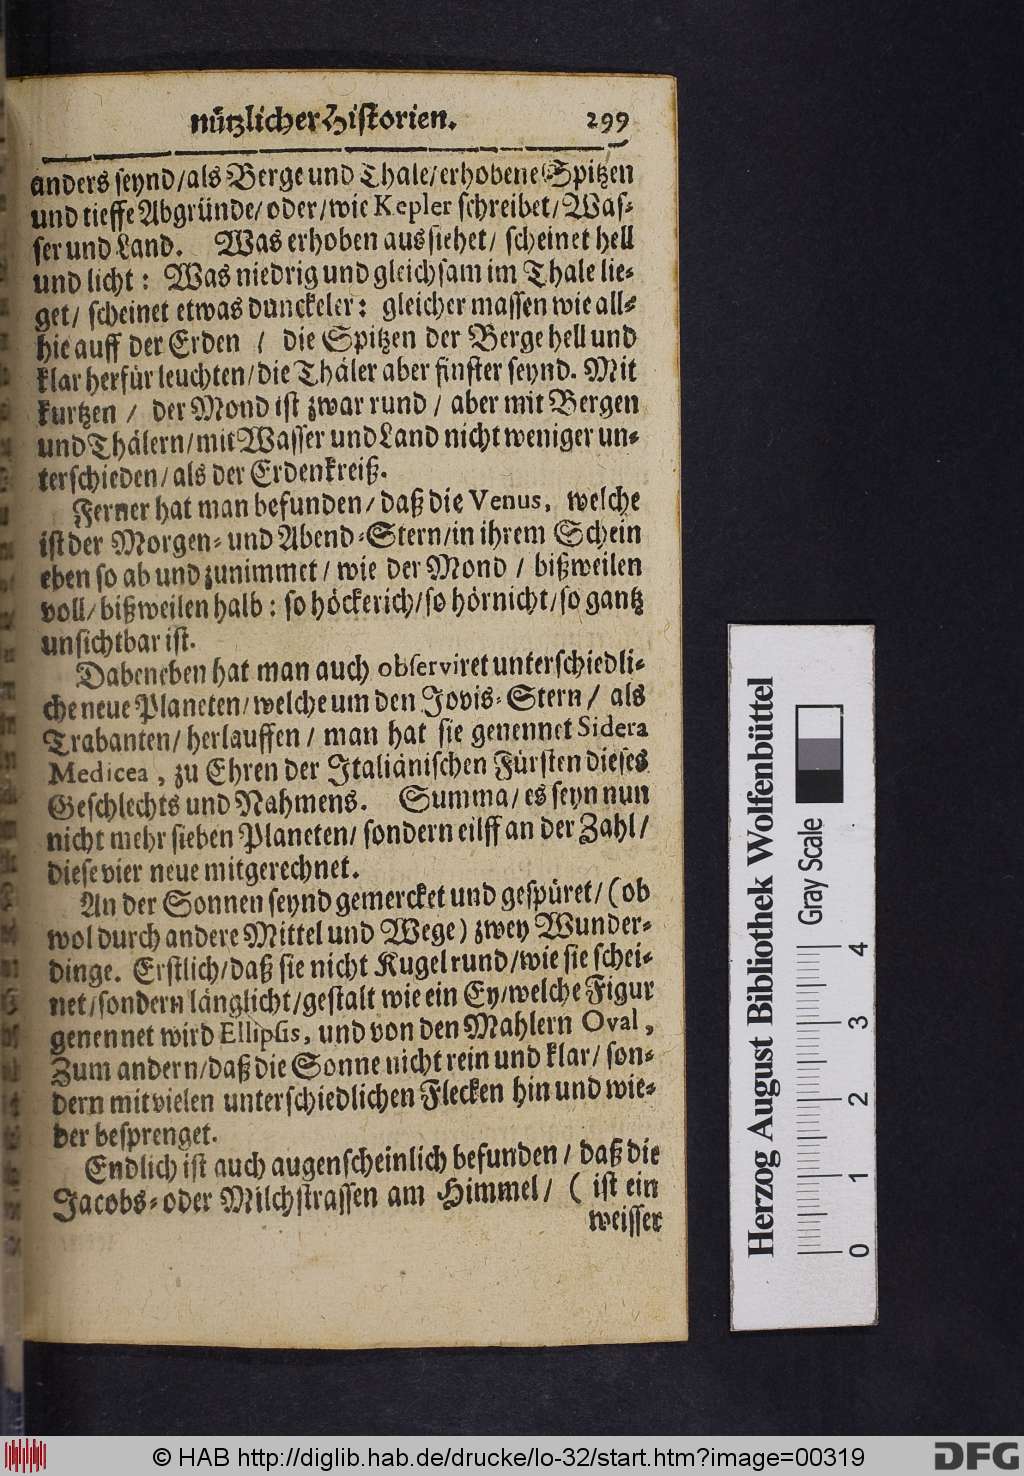 nützlicher Historien. 299
anders seynd/als Berge und Thale/erhobene Spitzen
und tieffe Abgründe/oder/wie Kepler schreibet/Was-
ser und Land. Was erhoben aussiehet/ scheinet hell
und licht: Was niedrig und gleichsam im Thale lie-
get/ scheinet etwas dunckeler: gleicher massen wie all-
hie auff der Erden / die Spitzen der Berge hell und
klar herfür leuchten/die Thäler aber finster seynd. Mit
kurtzen / der Mond ist zwar rund / aber mit Bergen
und Thälern/mit Wasser und Land nicht weniger un-
terschieden/als der Erdenkreiß.
Ferner hat man befunden/daß die Venus, welche
ist der Morgen- und Abend-Stern/in ihrem Schein
eben so ab und zunimmet/ wie der Mond / bißweilen
voll/bißweilen halb: so höckerich/so hörnicht/so gantz
unsichtbar ist.
Dabeneben hat man auch observiret unterschiedli-
che neue Planeten/welche um den Jovis-Stern/ als
Trabanten/herlauffen/ man hat sie genennet Sidera
Medicea, zu Ehren der Italiänischen Fürsten dieses
Geschlechts und Nahmens. Summa/es seyn nun
nicht mehr sieben Planeten/sondern eilff an der Zahl/
diese vier neue mitgerechnet.
An der Sonnen seynd gemercket und gespüret/(ob
wol durch andere Mittel und Wege) zwey Wunder-
dinge. Erstlich/daß sie nicht Kugelrund/wie sie schei-
net/sondern länglicht/gestalt wie ein Ey/welche Figur
genennet wird Ellipsis, und von den Mahlern Oval,
Zum andern/daß die Sonne nicht rein und klar/ son-
dern mit vielen unterschiedlichen Flecken hin und wie-
der besprenget.
Endlich ist auch augenscheinlich befunden/ daß die
Jacobs-oder Milchstrassen am Himmel/ ( ist ein
weisser
Herzog August Bibliothek Wolfenbüttel
Gray Scale
0 1 2 3 4
© HAB http://diglib.hab.de/drucke/lo-32/start.htm?image=00319
DFG